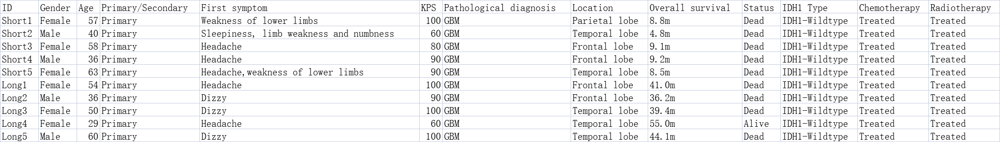 ID Gender Age Primary/Secondary First symptom KPS Pathological diagnosis Location Overall survival Status IDH1 Type Chemotherapy Radiotherapy
Short1 Female 57 Primary Weakness of lower limbs 100 GBM Parietal lobe 8.8m Dead IDH1-Wildtype Treated Treated
Short2 Male 40 Primary Sleepiness, limb weakness and numbness 60 GBM Temporal lobe 4.8m Dead IDH1-Wildtype Treated Treated
Short3 Female 58 Primary Headache 80 GBM Frontal lobe 9.1m Dead IDH1-Wildtype Treated Treated
Short4 Male 36 Primary Headache 90 GBM Frontal lobe 9.2m Dead IDH1-Wildtype Treated Treated
Short5 Female 63 Primary Headache,weakness of lower limbs 90 GBM Temporal lobe 8.5m Dead IDH1-Wildtype Treated Treated
Long1 Female 54 Primary Headache 100 GBM Frontal lobe 41.0m Dead IDH1-Wildtype Treated Treated
Long2 Male 36 Primary Dizzy 90 GBM Frontal lobe 36.2m Dead IDH1-Wildtype Treated Treated
Long3 Female 50 Primary Dizzy 100 GBM Temporal lobe 39.4m Dead IDH1-Wildtype Treated Treated
Long4 Female 29 Primary Headache 60 GBM Temporal lobe 55.0m Alive IDH1-Wildtype Treated Treated
Long5 Male 60 Primary Dizzy 100 GBM Temporal lobe 44.1m Dead IDH1-Wildtype Treated Treated